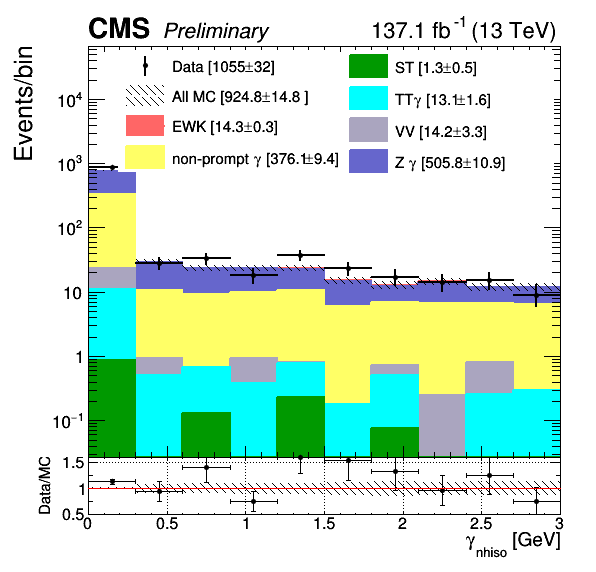 CMS Preliminary 137.1 fb⁻¹ (13 TeV)
Events/bin
Data [1055±32]
All MC [924.8±14.8 ]
EWK [14.3±0.3]
non-prompt γ [376.1±9.4]
ST [1.3±0.5]
TTγ [13.1±1.6]
VV [14.2±3.3]
Z γ [505.8±10.9]
10⁴
10³
10²
10
1
10⁻¹
Data/MC
1.5
1
0.5
0 0.5 1 1.5 2 2.5 3
γ_nhiso [GeV]